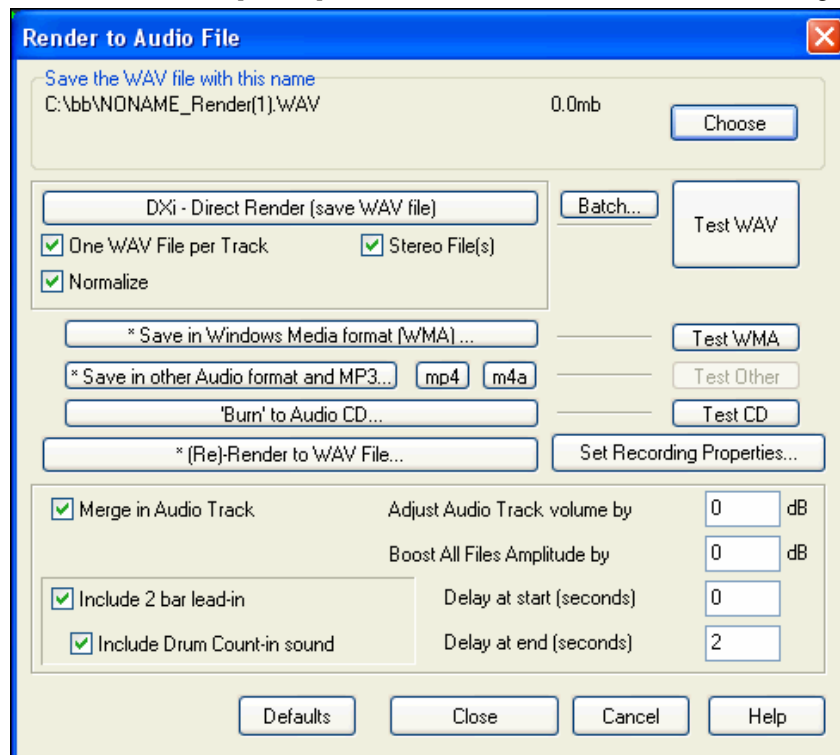 Render to Audio File
Save the WAV file with this name
C:\bb\NONAME_Render(1).WAV 0.0mb Choose
DXi - Direct Render (save WAV file) Batch... Test WAV
One WAV File per Track Stereo File(s)
Normalize
* Save in Windows Media format (WMA) ... Test WMA
* Save in other Audio format and MP3... mp4 m4a Test Other
'Burn' to Audio CD... Test CD
* (Re)-Render to WAV File... Set Recording Properties...
Merge in Audio Track Adjust Audio Track volume by 0 dB
Boost All Files Amplitude by 0 dB
Include 2 bar lead-in Delay at start (seconds) 0
Include Drum Count-in sound Delay at end (seconds) 2
Defaults Close Cancel Help